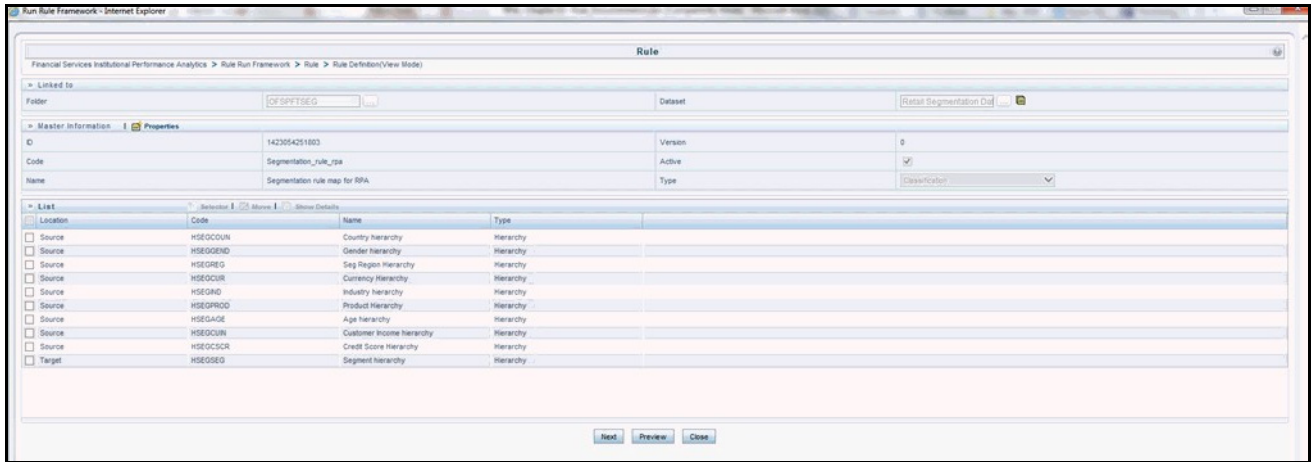 Run Rule Framework - Internet Explorer
Rule
Financial Services Institutional Performance Analytics > Rule Run Framework > Rule > Rule Definition(View Mode)
» Linked to
Folder OFSPFTSEG ... Dataset Retail Segmentation Dat ...
» Master Information | Properties
ID 1423054251803 Version 0
Code Segmentation_rule_rpa Active
Name Segmentation rule map for RPA Type Classification
» List Selector | Move | Show Details
Location Code Name Type
Source HSEGCOUN Country hierarchy Hierarchy
Source HSEGGEND Gender hierarchy Hierarchy
Source HSEGREG Seg Region Hierarchy Hierarchy
Source HSEGCUR Currency Hierarchy Hierarchy
Source HSEGIND Industry hierarchy Hierarchy
Source HSEGPROD Product Hierarchy Hierarchy
Source HSEGAGE Age hierarchy Hierarchy
Source HSEGCUIN Customer Income hierarchy Hierarchy
Source HSEGCSCR Credit Score Hierarchy Hierarchy
Target HSEGSEG Segment hierarchy Hierarchy
Next Preview Close